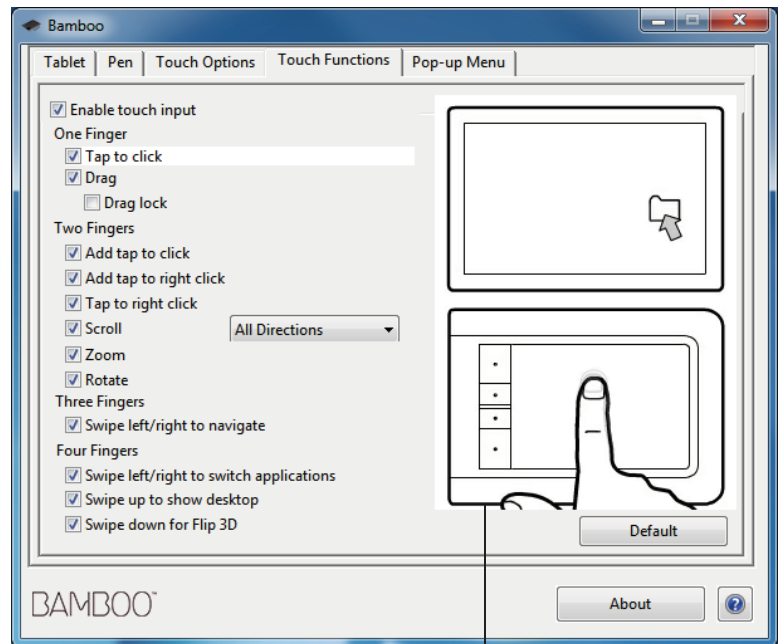 Bamboo
Tablet Pen Touch Options Touch Functions Pop-up Menu
Enable touch input
One Finger
Tap to click
Drag
Drag lock
Two Fingers
Add tap to click
Add tap to right click
Tap to right click
Scroll All Directions
Zoom
Rotate
Three Fingers
Swipe left/right to navigate
Four Fingers
Swipe left/right to switch applications
Swipe up to show desktop
Swipe down for Flip 3D
Default
BAMBOO™ About ?